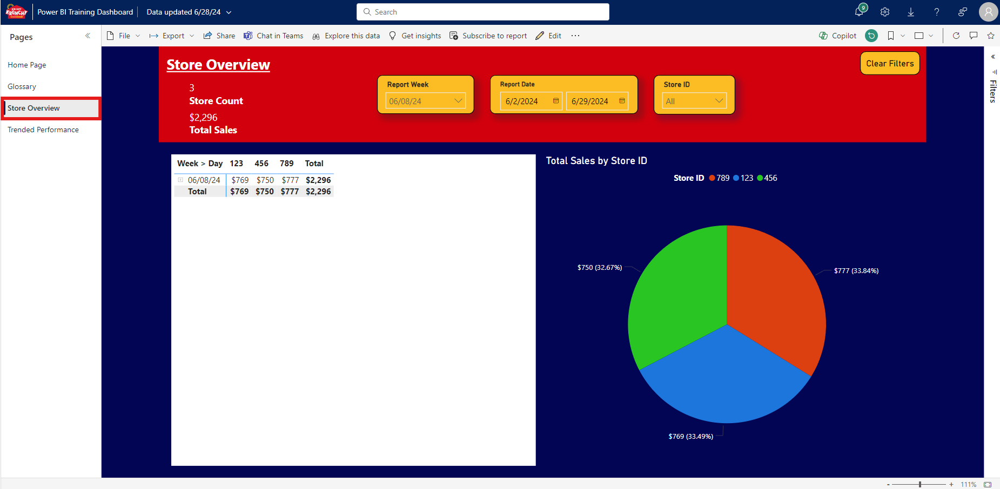 KRISPY
KRUNCHY
CHICKEN
Power BI Training Dashboard
Data updated 6/28/24
Search
9
Pages
File
Export
Share
Chat in Teams
Explore this data
Get insights
Subscribe to report
Edit
Copilot
Home Page
Glossary
Store Overview
Trended Performance
Store Overview
3
Store Count
$2,296
Total Sales
Report Week
06/08/24
Report Date
6/2/2024 6/29/2024
Store ID
All
Clear Filters
Filters
Week > Day 123 456 789 Total
06/08/24 $769 $750 $777 $2,296
Total $769 $750 $777 $2,296
Total Sales by Store ID
Store ID 789 123 456
$750 (32.67%)
$777 (33.84%)
$769 (33.49%)
- + 111%